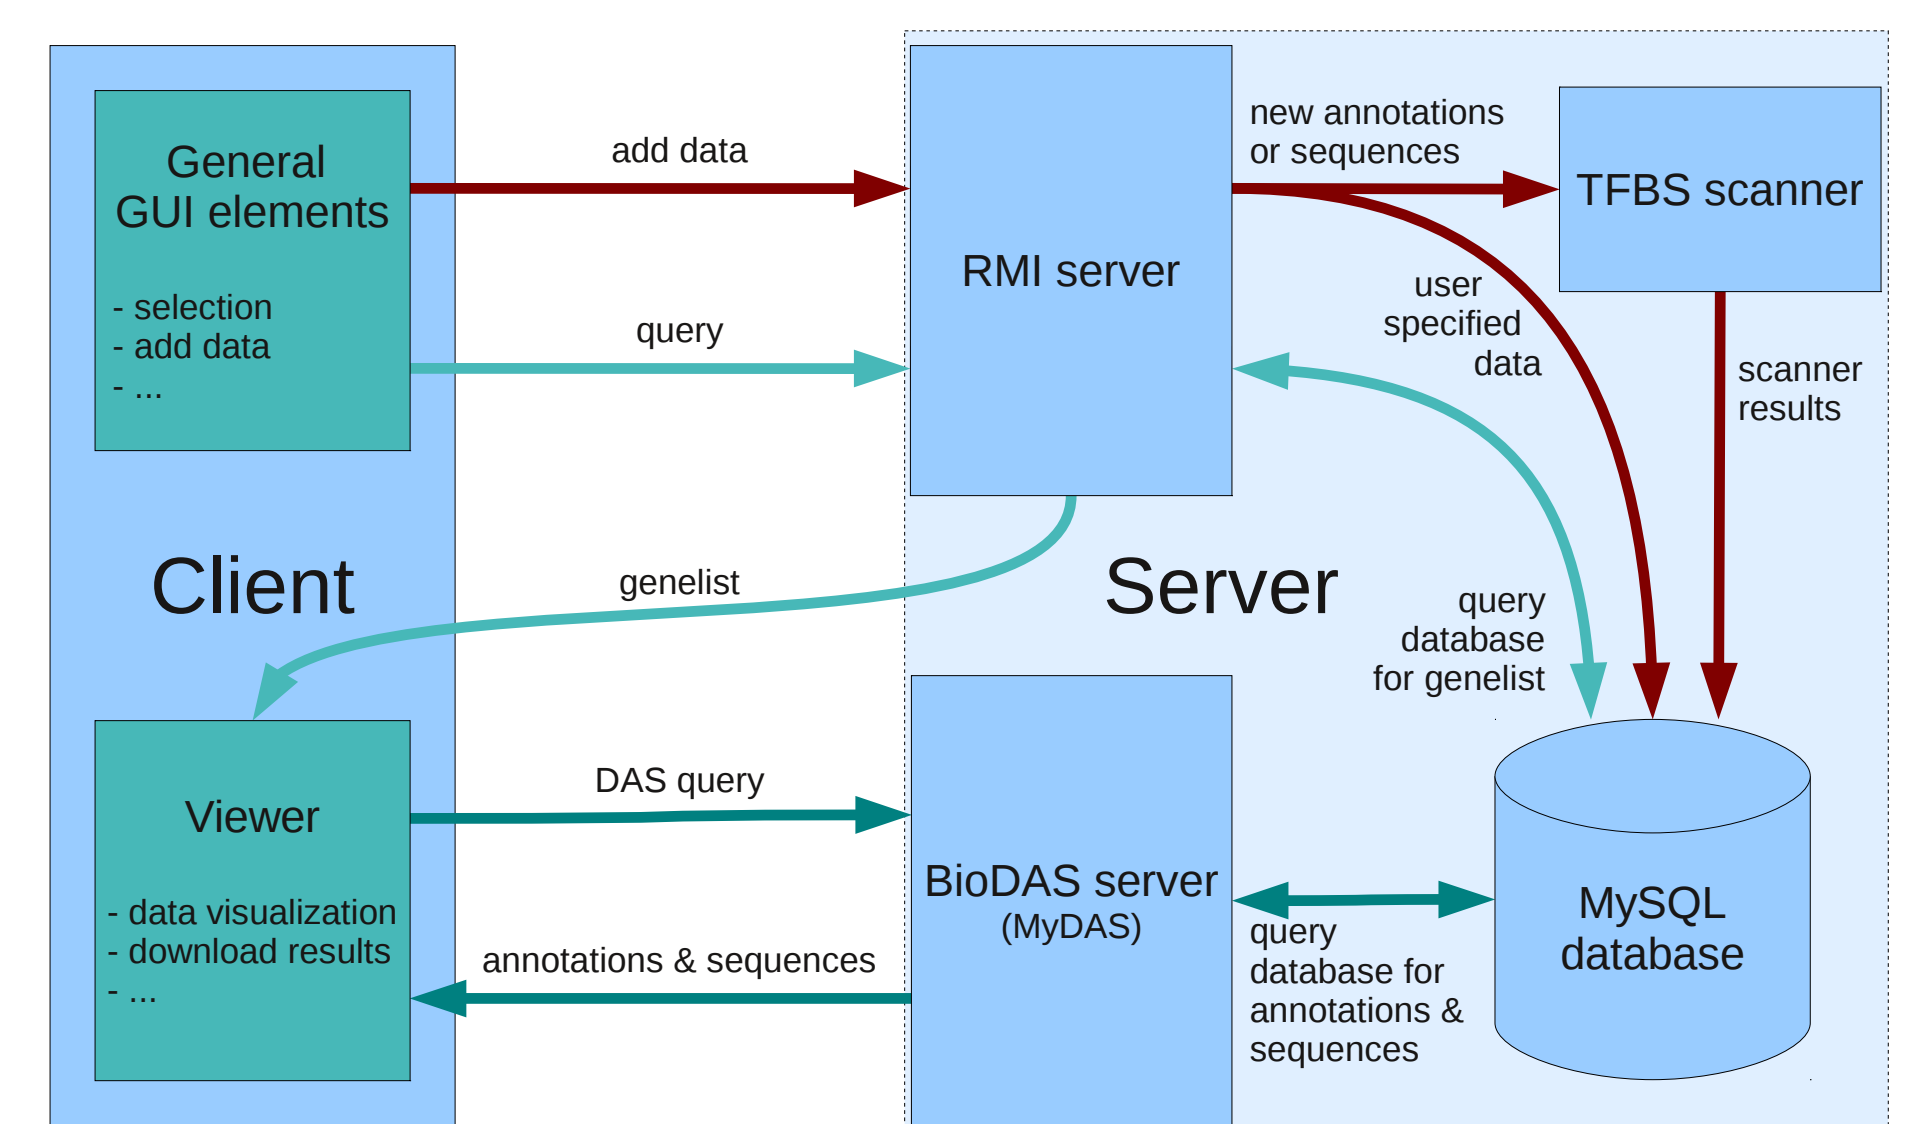 General
GUI elements
- selection
- add data
- ...
Client
Viewer
- data visualization
- download results
- ...
add data
query
genelist
DAS query
annotations & sequences
RMI server
new annotations
or sequences
TFBS scanner
user
specified
data
scanner
results
Server
query
database
for genelist
BioDAS server
(MyDAS)
query
database for
annotations &
sequences
MySQL
database